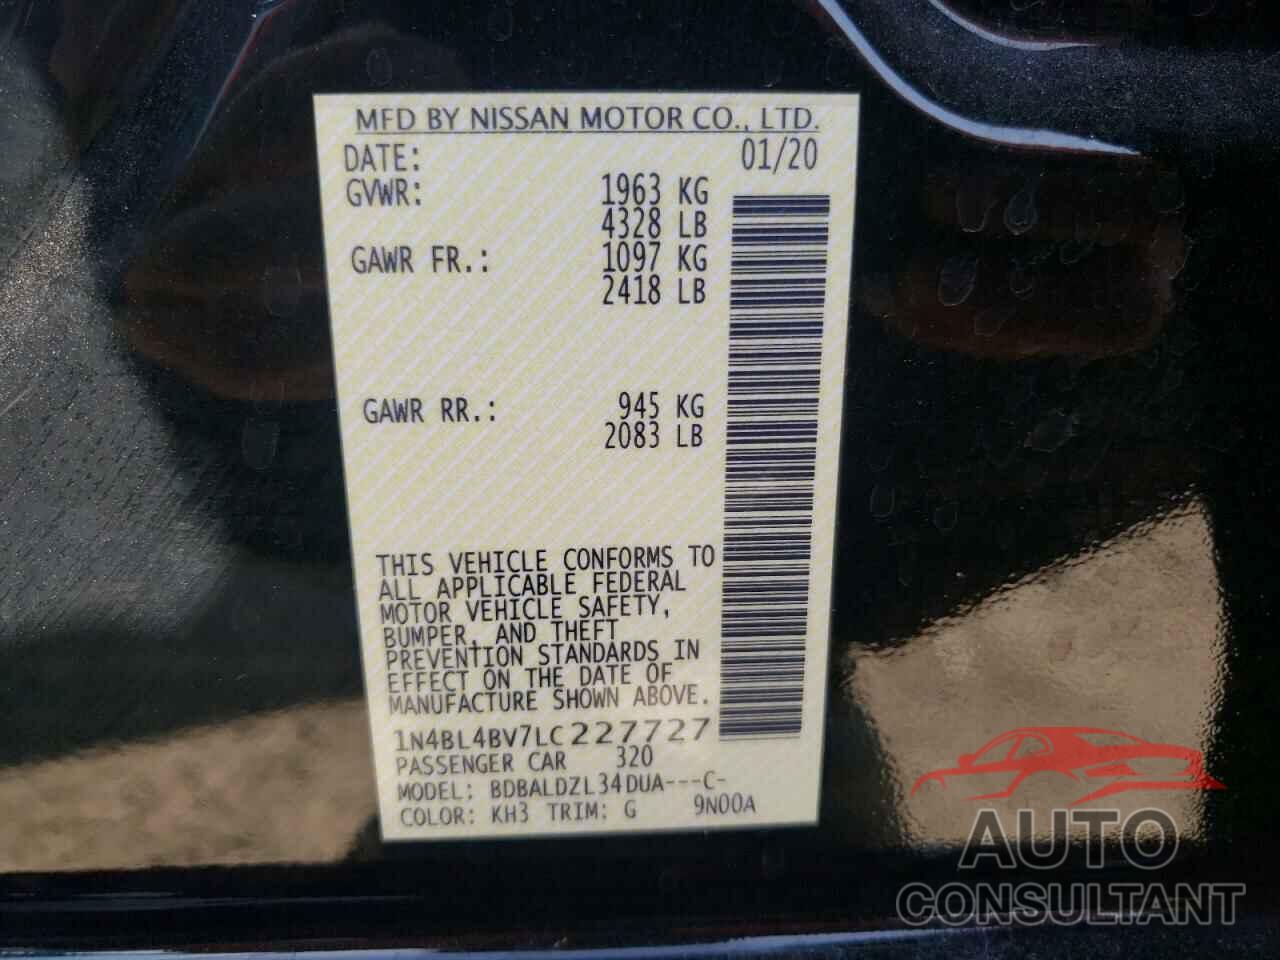 MFD BY NISSAN MOTOR CO., LTD.
DATE: 01/20
GVWR: 1963 KG
4328 LB
GAWR FR.: 1097 KG
2418 LB
GAWR RR.: 945 KG
2083 LB
THIS VEHICLE CONFORMS TO
ALL APPLICABLE FEDERAL
MOTOR VEHICLE SAFETY,
BUMPER, AND THEFT
PREVENTION STANDARDS IN
EFFECT ON THE DATE OF
MANUFACTURE SHOWN ABOVE.
1N4BL4BV7LC227727
PASSENGER CAR 320
MODEL: BDBALDZL34DUA---C-
COLOR: KH3 TRIM: G 9N00A
AUTO
CONSULTANT